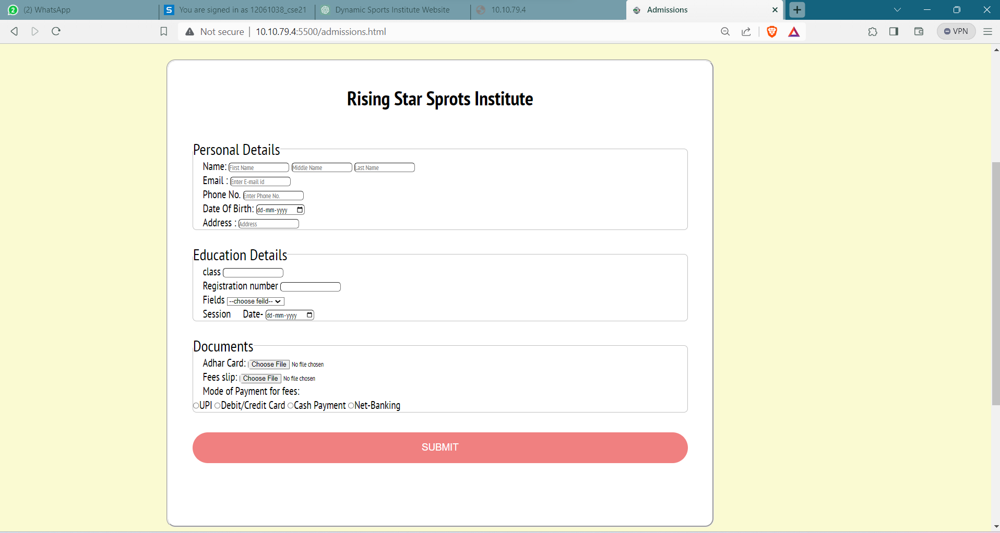 2 (2) WhatsApp
S You are signed in as 12061038_cse21
Dynamic Sports Institute Website
10.10.79.4
Admissions
Not secure | 10.10.79.4:5500/admissions.html
VPN
Rising Star Sprots Institute
Personal Details
Name: First Name Middle Name Last Name
Email : Enter E-mail id
Phone No. Enter Phone No.
Date Of Birth: dd-mm-yyyy
Address : Address
Education Details
class
Registration number
Fields --choose feild--
Session Date- dd-mm-yyyy
Documents
Adhar Card: Choose File No file chosen
Fees slip: Choose File No file chosen
Mode of Payment for fees:
UPI Debit/Credit Card Cash Payment Net-Banking
SUBMIT